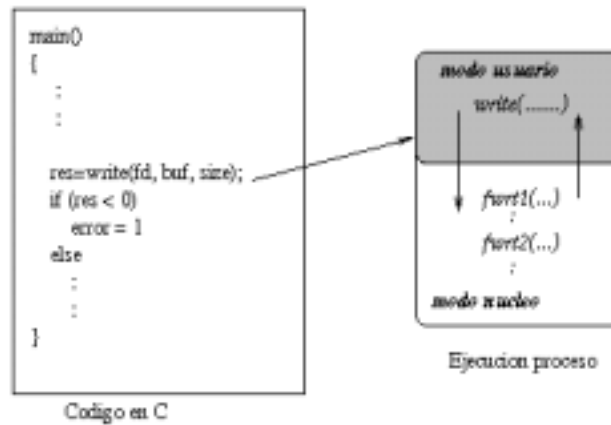 main()
{
:
:
res=write(fd, buf, size);
if (res < 0)
error = 1
else
:
:
}
Codigo en C
modo usuario
write(.......)
fwrt1(...)
:
fwrt2(...)
:
modo nucleo
Ejecucion proceso